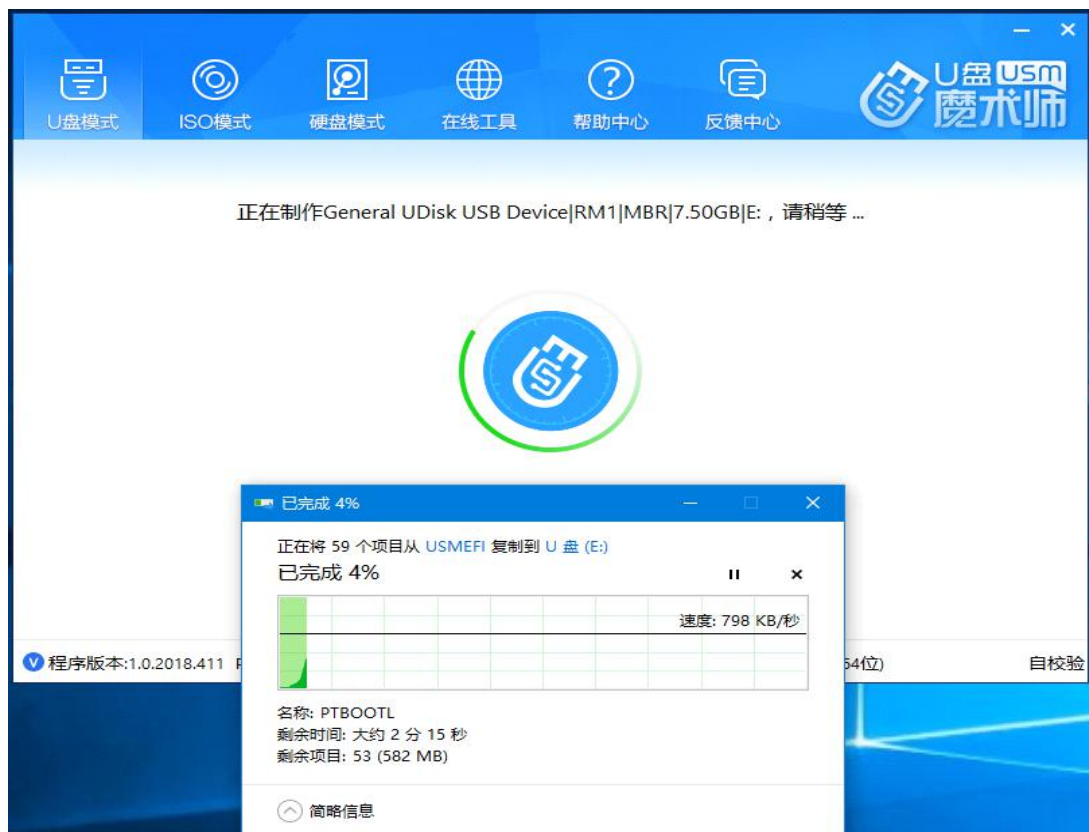 U盘模式 ISO模式 硬盘模式 在线工具 帮助中心 反馈中心 U盘 USM 魔术师
正在制作General UDisk USB Device|RM1|MBR|7.50GB|E:，请稍等 ...
已完成 4%
正在将 59 个项目从 USMEFI 复制到 U 盘 (E:)
已完成 4%
速度: 798 KB/秒
程序版本:1.0.2018.411 64位) 自校验
名称: PTBOOTL
剩余时间: 大约 2 分 15 秒
剩余项目: 53 (582 MB)
简略信息